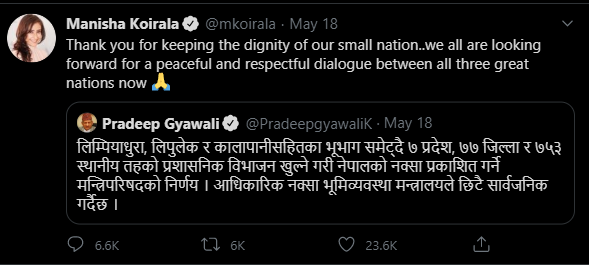 Manisha Koirala @mkoirala · May 18
Thank you for keeping the dignity of our small nation..we all are looking
forward for a peaceful and respectful dialogue between all three great
nations now 🙏
Pradeep Gyawali @PradeepgyawaliK · May 18
लिम्पियाधुरा, लिपुलेक र कालापानीसहितका भूभाग समेट्दै ७ प्रदेश, ७७ जिल्ला र ७५३
स्थानीय तहको प्रशासनिक विभाजन खुल्ने गरी नेपालको नक्सा प्रकाशित गर्ने
मन्त्रिपरिषदको निर्णय । आधिकारिक नक्सा भूमिव्यवस्था मन्त्रालयले छिटै सार्वजनिक
गर्दैछ ।
6.6K 6K 23.6K